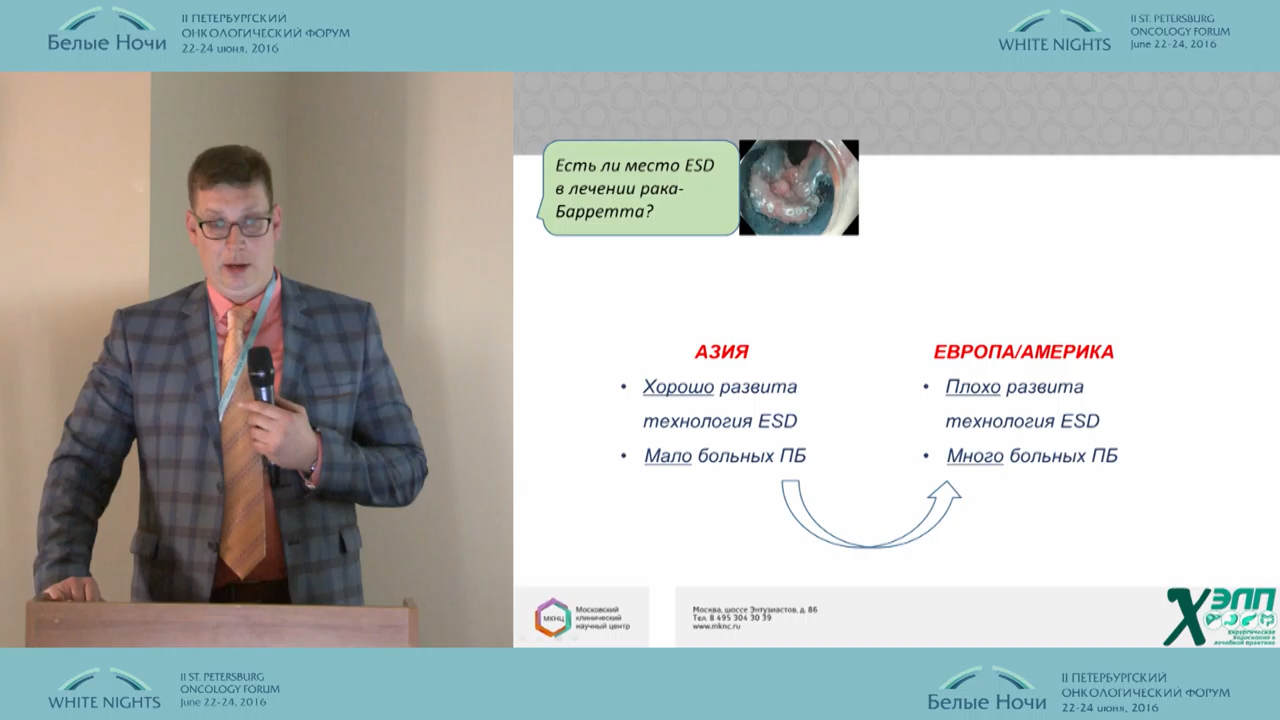 Белые Ночи
II ПЕТЕРБУРГСКИЙ
ОНКОЛОГИЧЕСКИЙ ФОРУМ
22-24 июня, 2016
WHITE NIGHTS
II ST. PETERSBURG
ONCOLOGY FORUM
June 22-24, 2016
Есть ли место ESD
в лечении рака-
Барретта?
АЗИЯ
• Хорошо развита
технология ESD
• Мало больных ПБ
ЕВРОПА/АМЕРИКА
• Плохо развита
технология ESD
• Много больных ПБ
МКНЦ
Московский
клинический
научный центр
Москва, шоссе Энтузиастов, д. 86
Тел. 8 495 304 30 39
www.mknc.ru
ХЭЛП
хирургическая
эндоскопия в
лечебной практике
WHITE NIGHTS
II ST. PETERSBURG
ONCOLOGY FORUM
June 22-24, 2016
Белые Ночи
II ПЕТЕРБУРГСКИЙ
ОНКОЛОГИЧЕСКИЙ ФОРУМ
22-24 июня, 2016